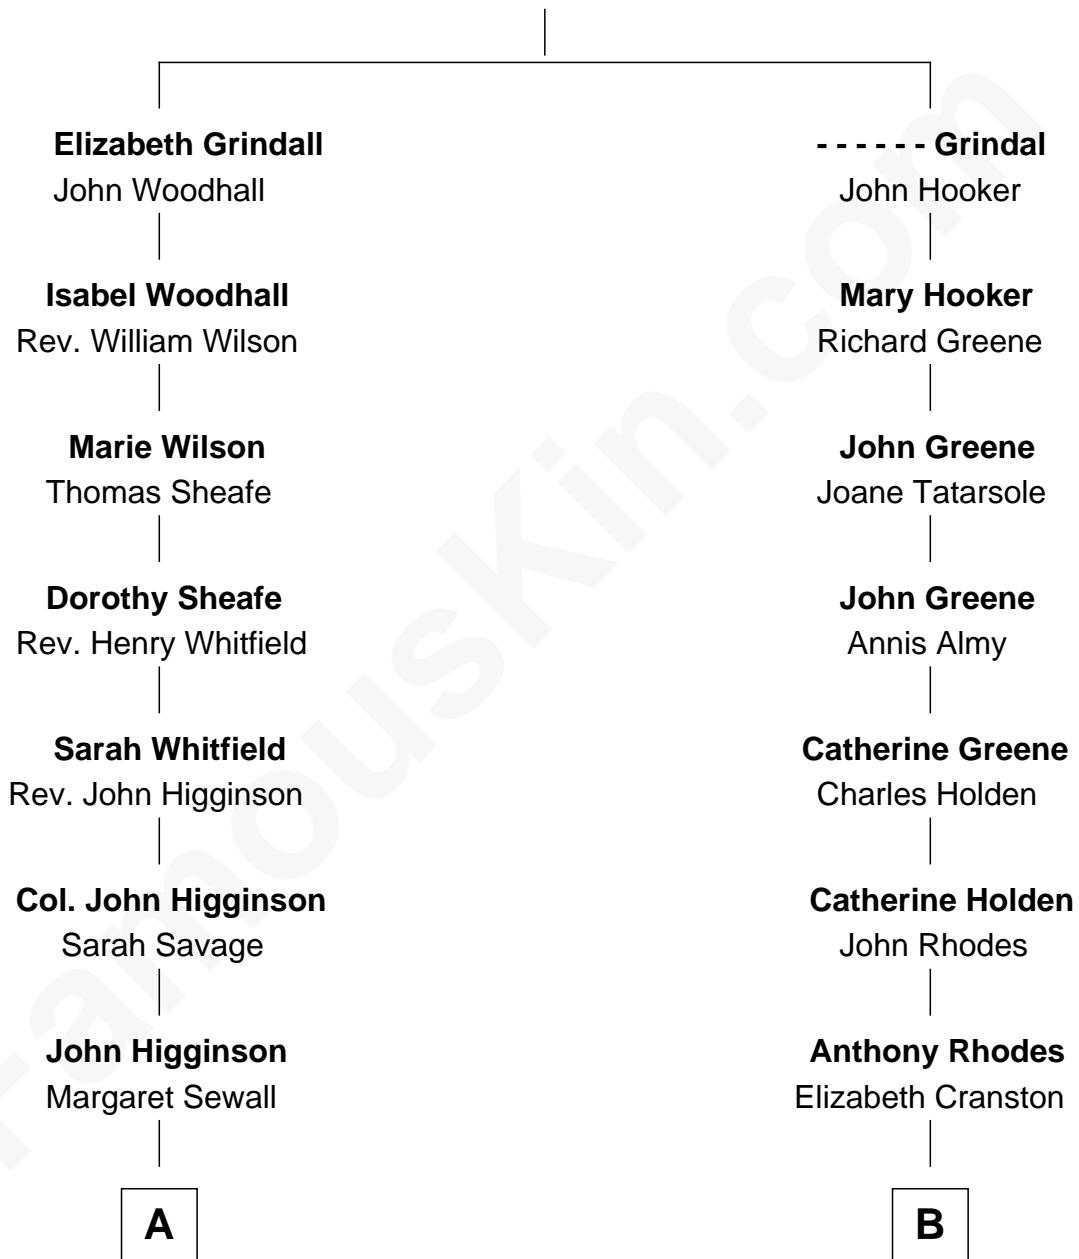 Elizabeth Grindall
John Woodhall
Isabel Woodhall
Rev. William Wilson
Marie Wilson
Thomas Sheafe
Dorothy Sheafe
Rev. Henry Whitfield
Sarah Whitfield
Rev. John Higginson
Col. John Higginson
Sarah Savage
John Higginson
Margaret Sewall
A
- - - - - - Grindal
John Hooker
Mary Hooker
Richard Greene
John Greene
Joane Tatarsole
John Greene
Annis Almy
Catherine Greene
Charles Holden
Catherine Holden
John Rhodes
Anthony Rhodes
Elizabeth Cranston
B
FamousKin.com